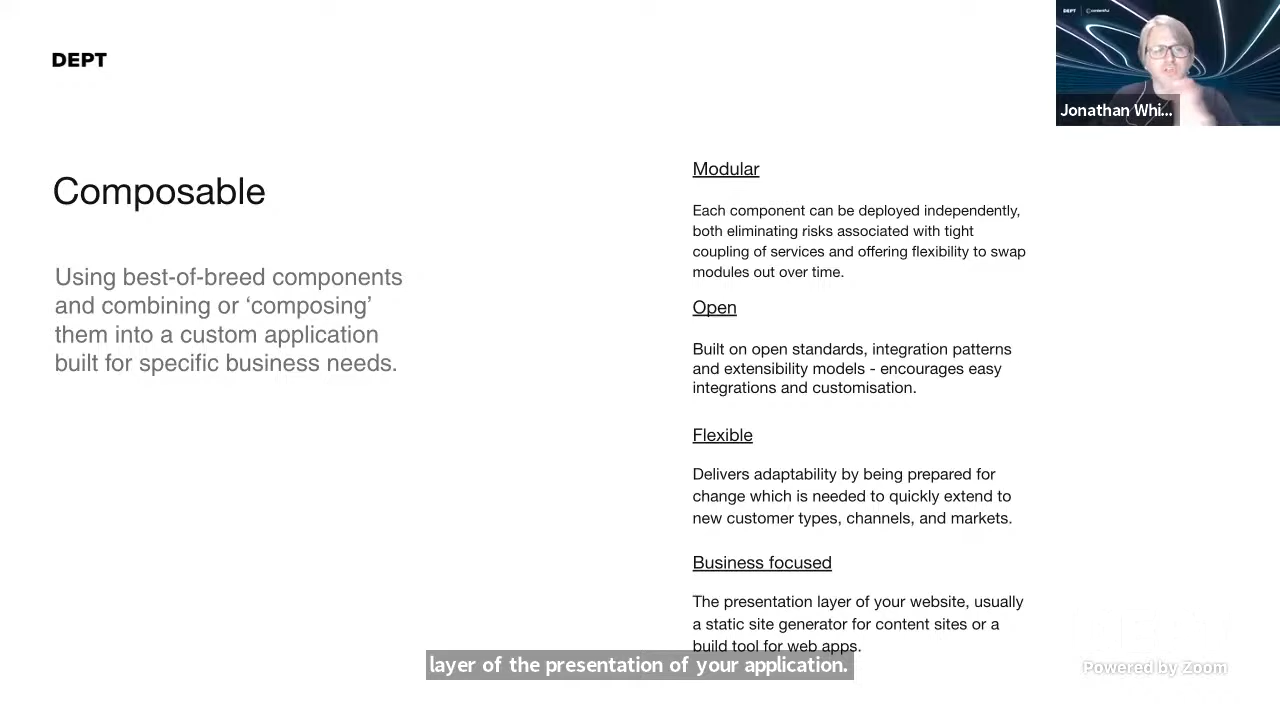 DEPT
DEPT
contentful
Jonathan Whi...
Composable
Using best-of-breed components
and combining or ‘composing’
them into a custom application
built for specific business needs.
Modular
Each component can be deployed independently,
both eliminating risks associated with tight
coupling of services and offering flexibility to swap
modules out over time.
Open
Built on open standards, integration patterns
and extensibility models - encourages easy
integrations and customisation.
Flexible
Delivers adaptability by being prepared for
change which is needed to quickly extend to
new customer types, channels, and markets.
Business focused
The presentation layer of your website, usually
a static site generator for content sites or a
build tool for web apps.
layer of the presentation of your application.
Powered by Zoom